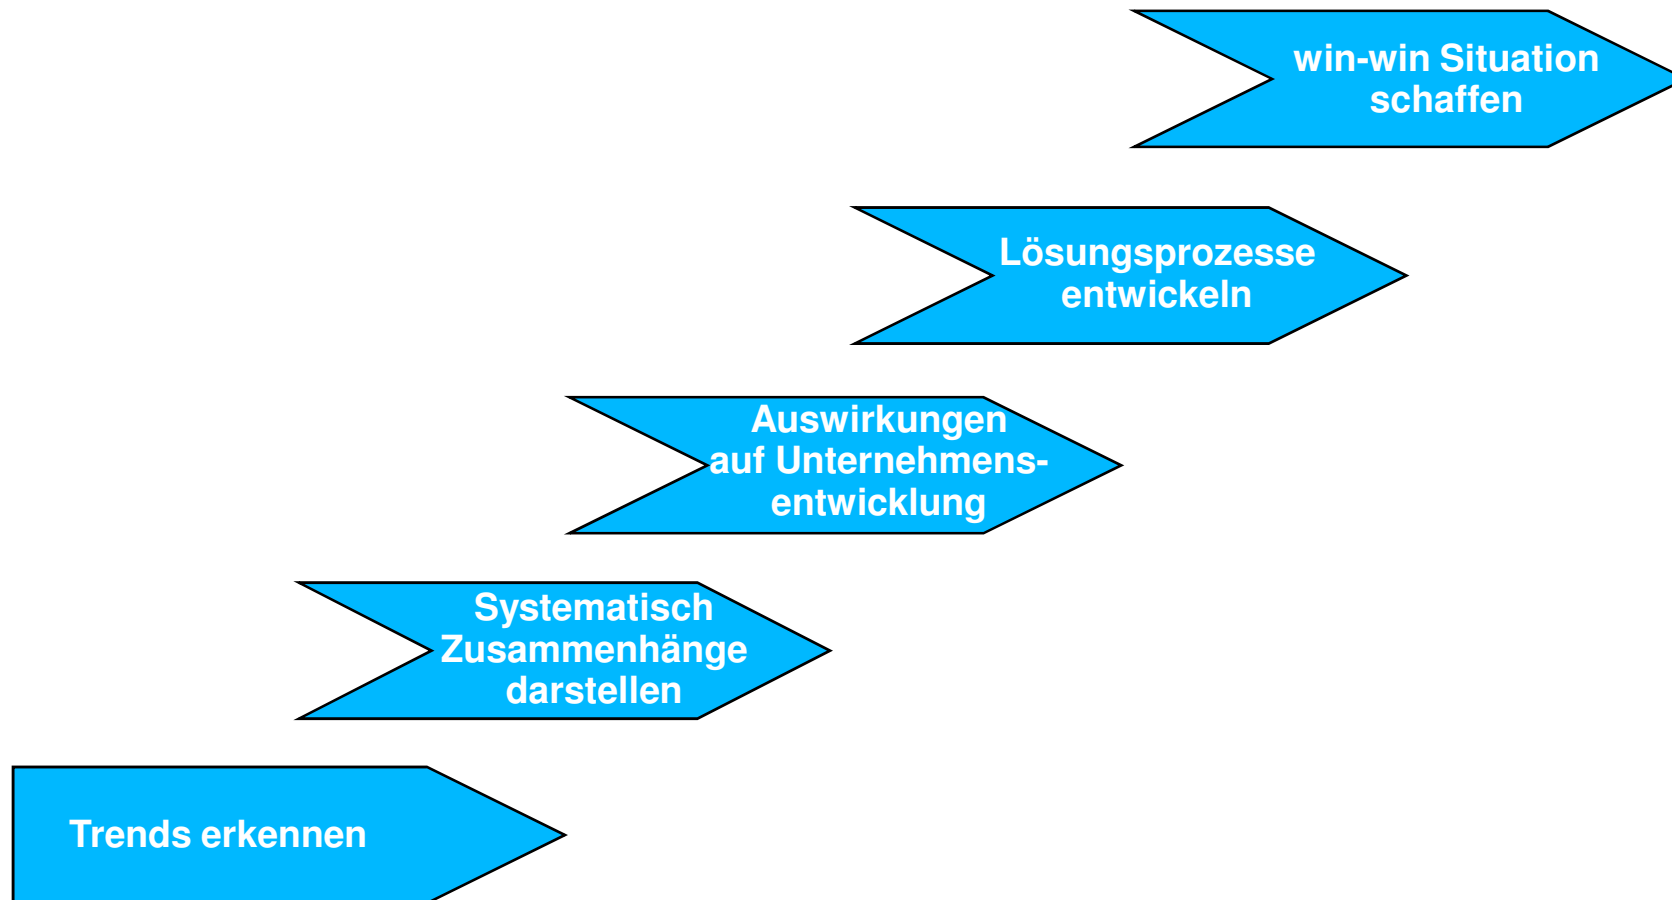 win-win Situation
schaffen
Lösungsprozesse
entwickeln
Auswirkungen
auf Unternehmens-
entwicklung
Systematisch
Zusammenhänge
darstellen
Trends erkennen